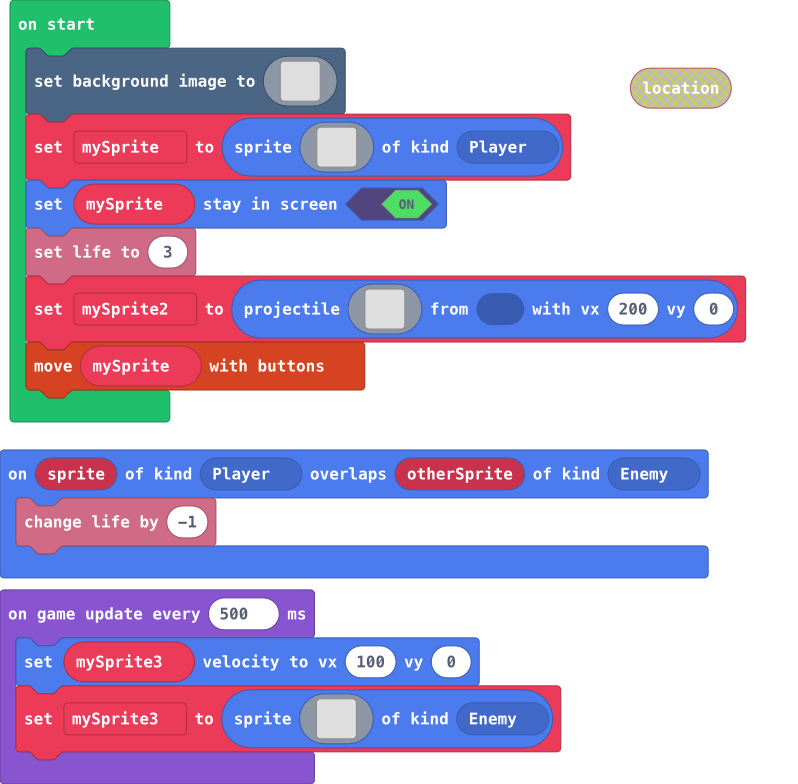 on start
set background image to
location
set mySprite to sprite of kind Player
set mySprite stay in screen ON
set life to 3
set mySprite2 to projectile from with vx 200 vy 0
move mySprite with buttons
on sprite of kind Player overlaps otherSprite of kind Enemy
change life by −1
on game update every 500 ms
set mySprite3 velocity to vx 100 vy 0
set mySprite3 to sprite of kind Enemy